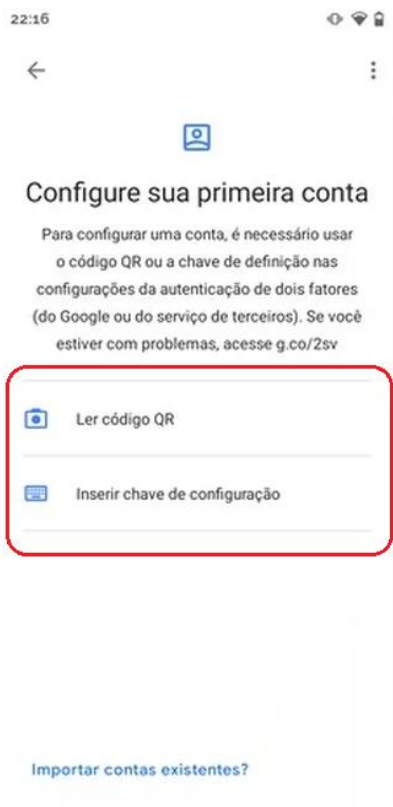 22:16
Configure sua primeira conta
Para configurar uma conta, é necessário usar
o código QR ou a chave de definição nas
configurações da autenticação de dois fatores
(do Google ou do serviço de terceiros). Se você
estiver com problemas, acesse g.co/2sv
Ler código QR
Inserir chave de configuração
Importar contas existentes?